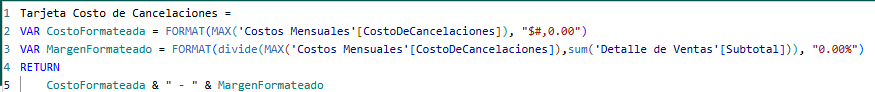 1 Tarjeta Costo de Cancelaciones =
2 VAR CostoFormateada = FORMAT(MAX('Costos Mensuales'[CostoDeCancelaciones]), "$#,0.00")
3 VAR MargenFormateado = FORMAT(divide(MAX('Costos Mensuales'[CostoDeCancelaciones]),sum('Detalle de Ventas'[Subtotal])), "0.00%")
4 RETURN
5     CostoFormateada & " - " & MargenFormateado